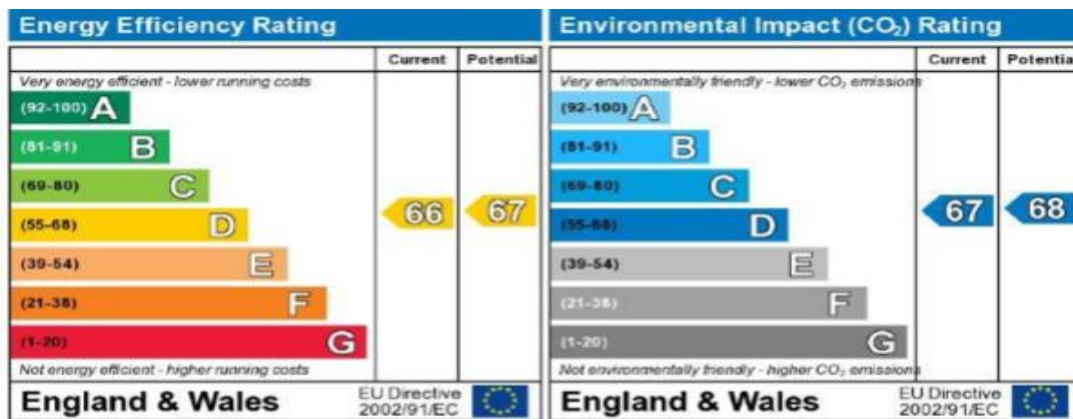 Energy Efficiency Rating
Current Potential
Very energy efficient - lower running costs
(92-100) A
(81-91) B
(69-80) C
(55-68) D
66 67
(39-54) E
(21-38) F
(1-20) G
Not energy efficient - higher running costs
England & Wales
EU Directive
2002/91/EC
Environmental Impact (CO₂) Rating
Current Potentia
Very environmentally friendly - lower CO₂ emissions
(92-100) A
(81-91) B
(69-80) C
(55-68) D
67 68
(39-54) E
(21-38) F
(1-20) G
Not environmentally friendly - higher CO₂ emissions
England & Wales
EU Directive
2002/91/EC